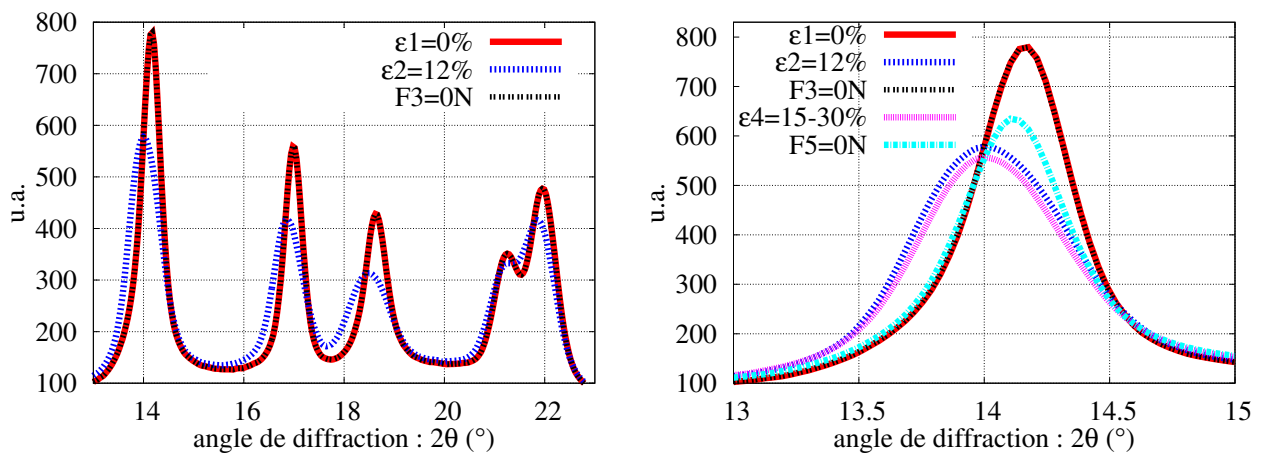 800
700
600
500
400
300
200
100
u.a.
14
16
18
20
22
angle de diffraction : 2θ (°)
ε1=0%
ε2=12%
F3=0N
800
700
600
500
400
300
200
100
u.a.
13
13.5
14
14.5
15
angle de diffraction : 2θ (°)
ε1=0%
ε2=12%
F3=0N
ε4=15-30%
F5=0N